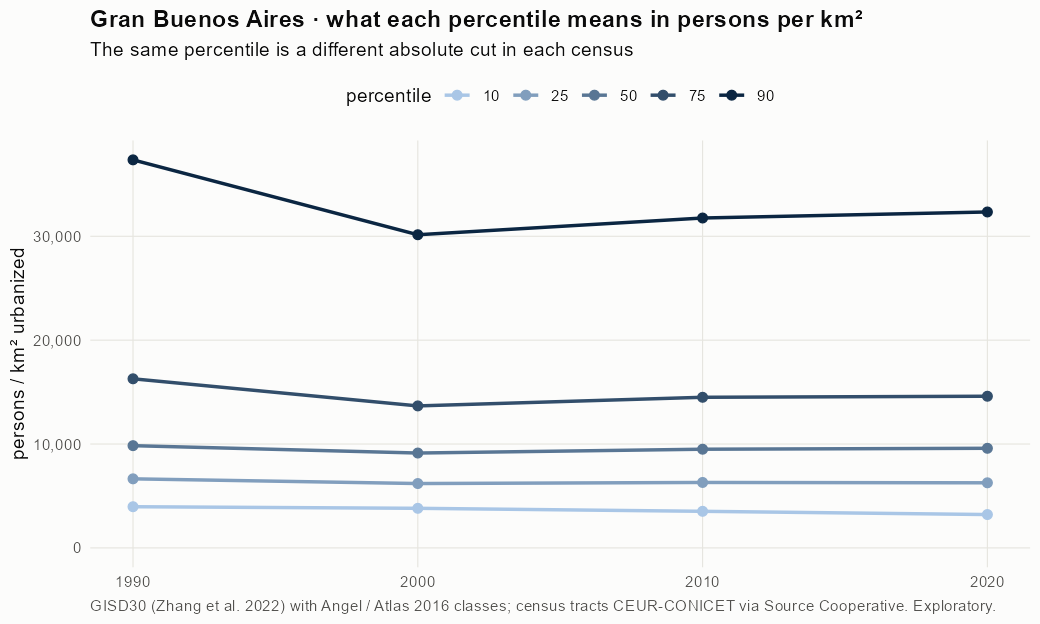 Gran Buenos Aires · what each percentile means in persons per km²
The same percentile is a different absolute cut in each census
percentile 10 25 50 75 90
persons / km² urbanized
30,000
20,000
10,000
0
1990 2000 2010 2020
GISD30 (Zhang et al. 2022) with Angel / Atlas 2016 classes; census tracts CEUR-CONICET via Source Cooperative. Exploratory.